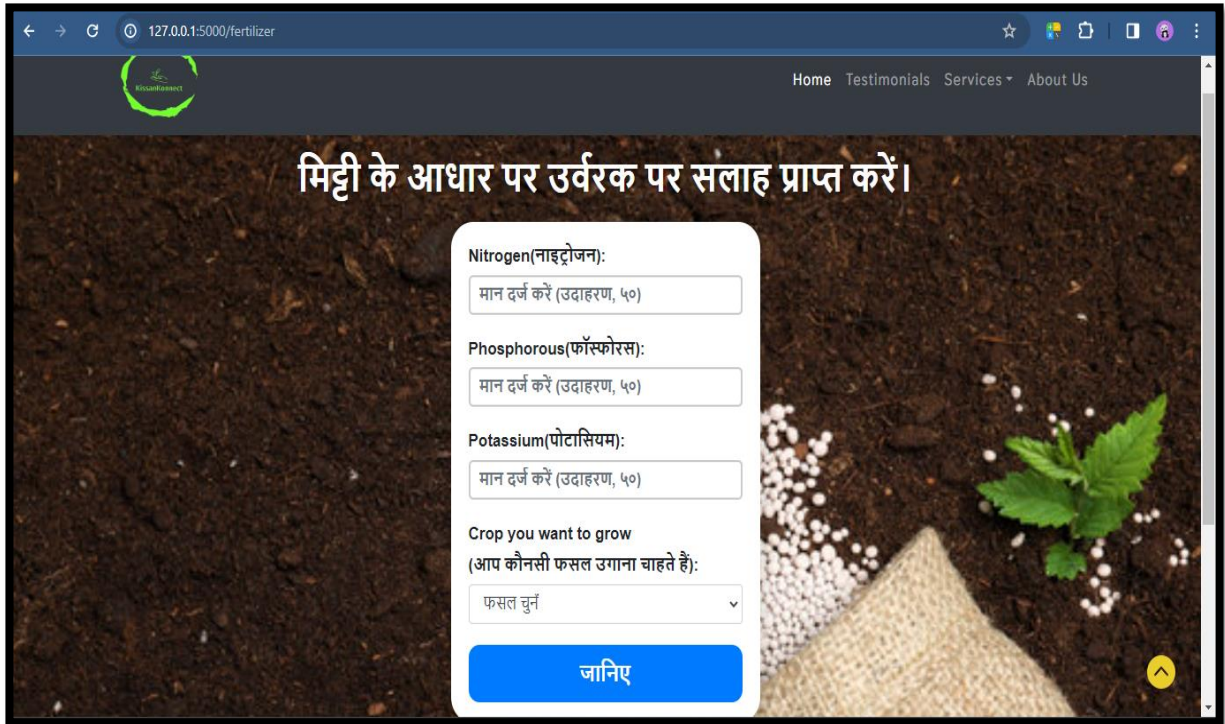 127.0.0.1:5000/fertilizer
KissanKonnect
Home Testimonials Services About Us
मिट्टी के आधार पर उर्वरक पर सलाह प्राप्त करें।
Nitrogen(नाइट्रोजन):
मान दर्ज करें (उदाहरण, ५०)
Phosphorous(फॉस्फोरस):
मान दर्ज करें (उदाहरण, ५०)
Potassium(पोटासियम):
मान दर्ज करें (उदाहरण, ५०)
Crop you want to grow
(आप कौनसी फसल उगाना चाहते हैं):
फसल चुनें
जानिए